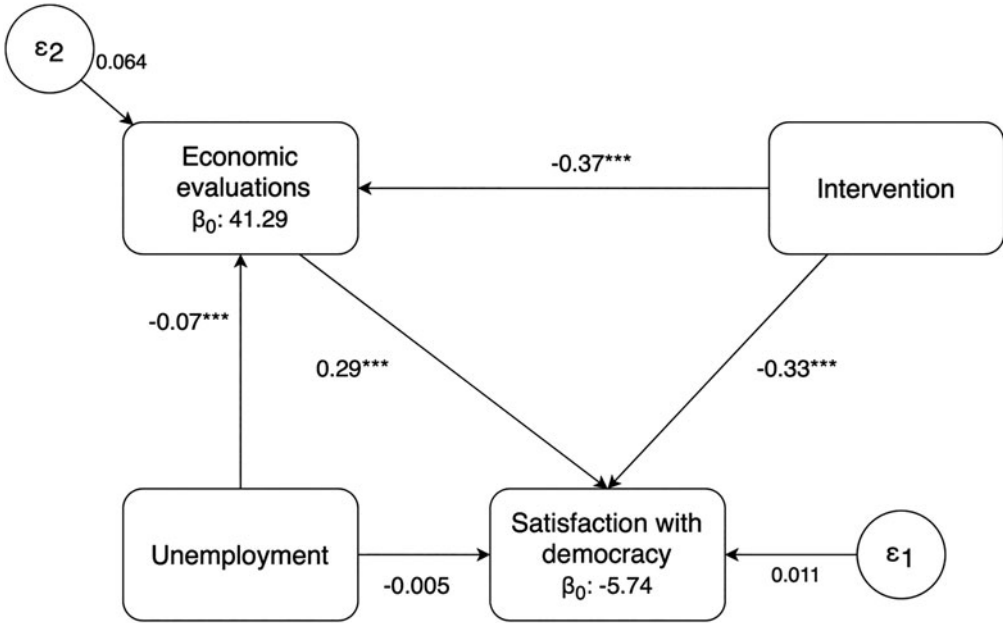 ε2
0.064
Economic
evaluations
β0: 41.29
-0.37***
Intervention
-0.07***
0.29***
-0.33***
Unemployment
-0.005
Satisfaction with
democracy
β0: -5.74
0.011
ε1